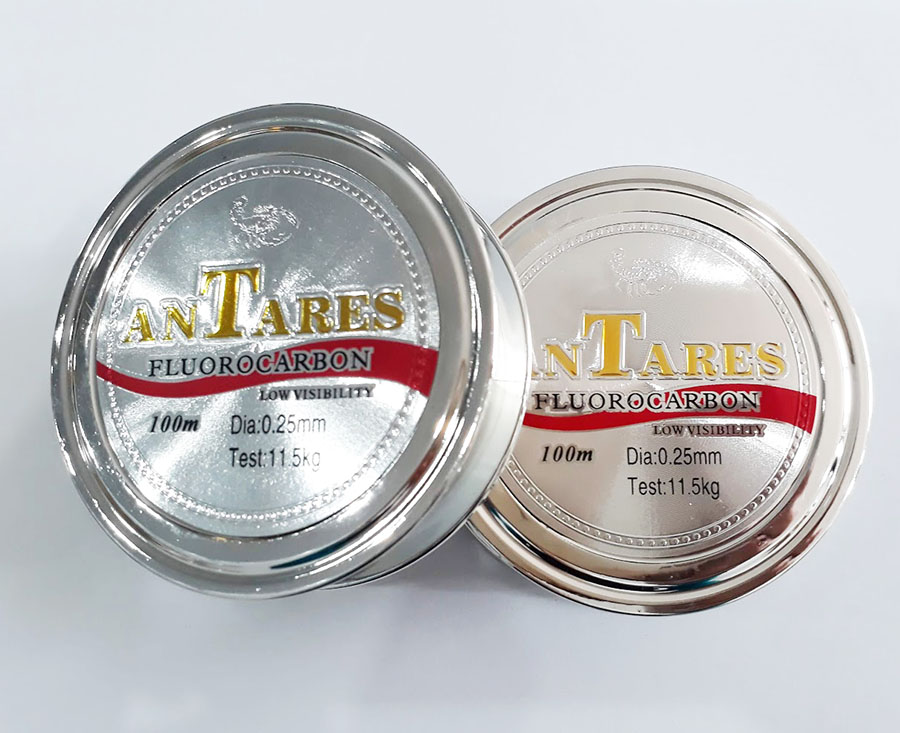 ANTARES
FLUOROCARBON
LOW VISIBILITY
100m Dia:0.25mm
Test:11.5kg
ANTARES
FLUOROCARBON
LOW VISIBILITY
100m Dia:0.25mm
Test:11.5kg